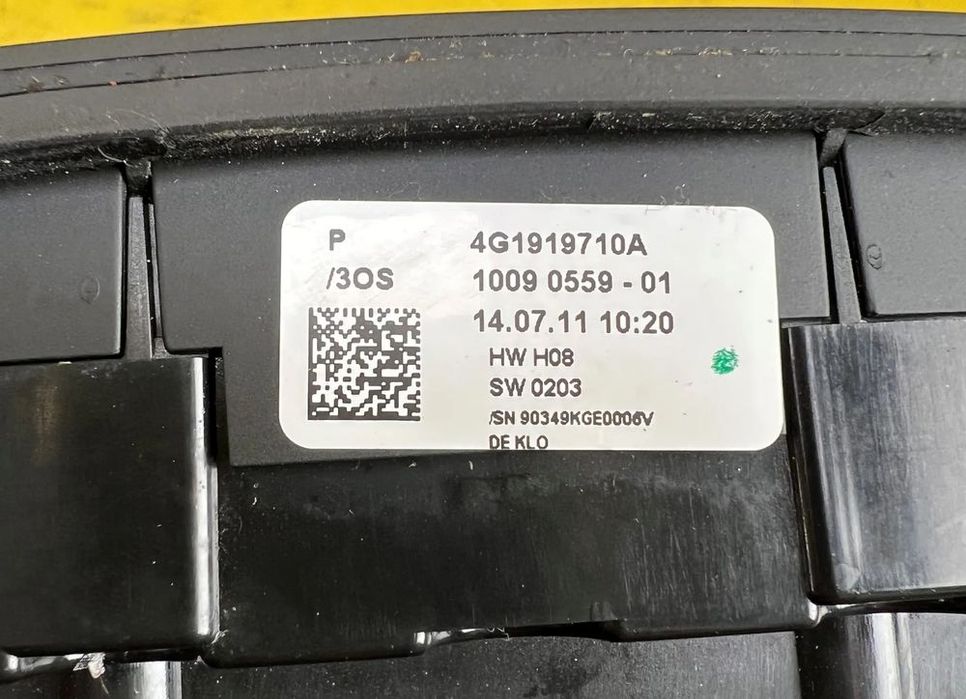 P 4G1919710A
/3OS 1009 0559 - 01
14.07.11 10:20
HW H08
SW 0203
/SN 90349KGE0006V
DE KLO